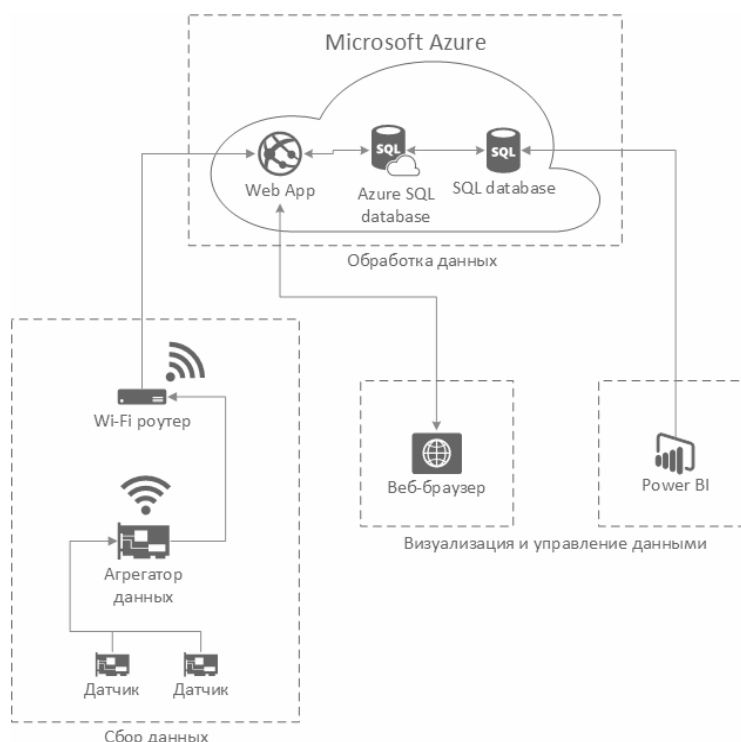 Microsoft Azure
SQL
SQL
Web App
Azure SQL
database
SQL database
Обработка данных
Wi-Fi роутер
Веб-браузер
Power BI
Визуализация и управление данными
Агрегатор
данных
Датчик
Датчик
Сбор данных